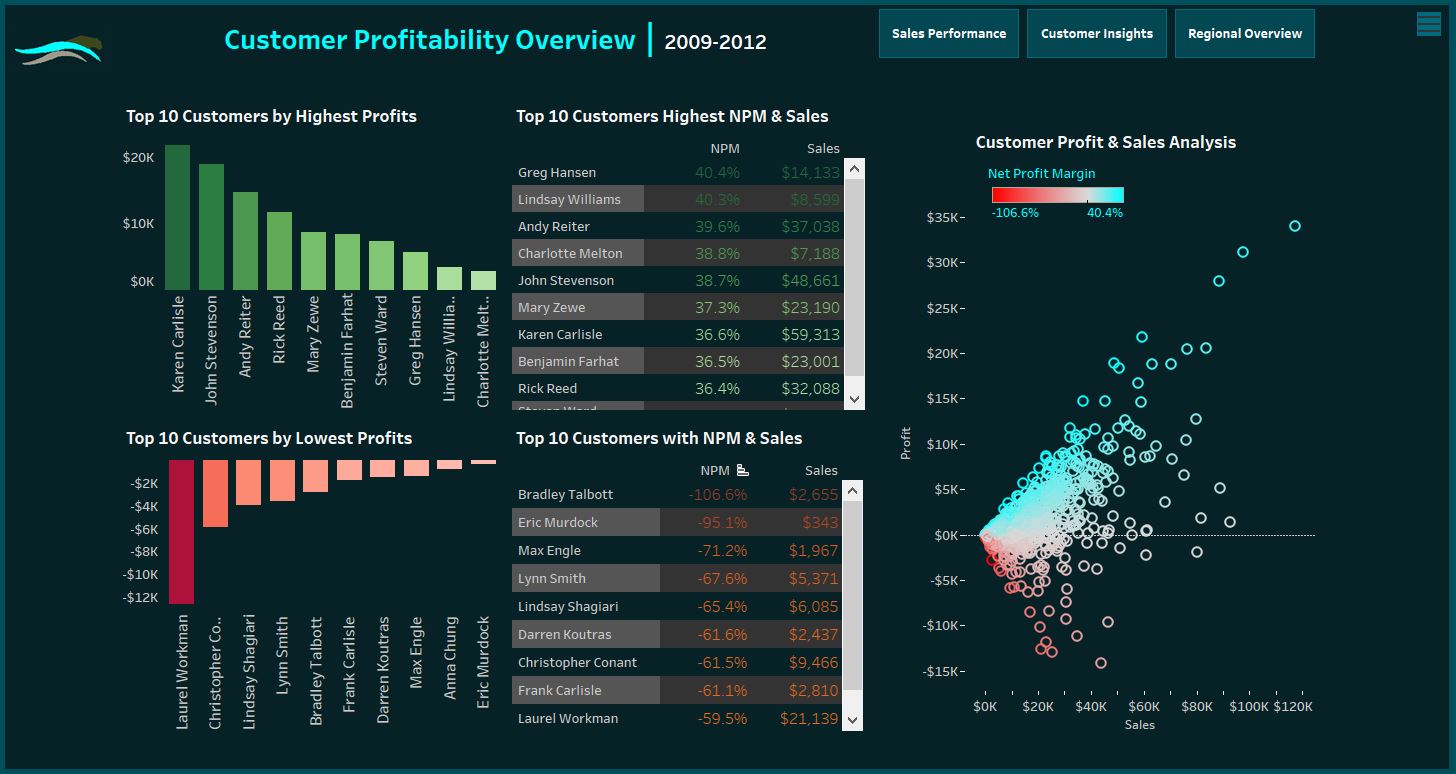 Customer Profitability Overview | 2009-2012
Sales Performance
Customer Insights
Regional Overview
Top 10 Customers by Highest Profits
$20K
$10K
$0K
Karen Carlisle
John Stevenson
Andy Reiter
Rick Reed
Mary Zewe
Benjamin Farhat
Steven Ward
Greg Hansen
Lindsay Willia..
Charlotte Melt..
Top 10 Customers Highest NPM & Sales
NPM Sales
Greg Hansen 40.4% $14,133
Lindsay Williams 40.3% $8,599
Andy Reiter 39.6% $37,038
Charlotte Melton 38.8% $7,188
John Stevenson 38.7% $48,661
Mary Zewe 37.3% $23,190
Karen Carlisle 36.6% $59,313
Benjamin Farhat 36.5% $23,001
Rick Reed 36.4% $32,088
Steven Ward
Top 10 Customers by Lowest Profits
-$2K
-$4K
-$6K
-$8K
-$10K
-$12K
Laurel Workman
Christopher Co..
Lindsay Shagiari
Lynn Smith
Bradley Talbott
Frank Carlisle
Darren Koutras
Max Engle
Anna Chung
Eric Murdock
Top 10 Customers with NPM & Sales
NPM Sales
Bradley Talbott -106.6% $2,655
Eric Murdock -95.1% $343
Max Engle -71.2% $1,967
Lynn Smith -67.6% $5,371
Lindsay Shagiari -65.4% $6,085
Darren Koutras -61.6% $2,437
Christopher Conant -61.5% $9,466
Frank Carlisle -61.1% $2,810
Laurel Workman -59.5% $21,139
Customer Profit & Sales Analysis
Net Profit Margin
-106.6% 40.4%
$35K
$30K
$25K
$20K
$15K
$10K
$5K
$0K
-$5K
-$10K
-$15K
Profit
$0K $20K $40K $60K $80K $100K $120K
Sales